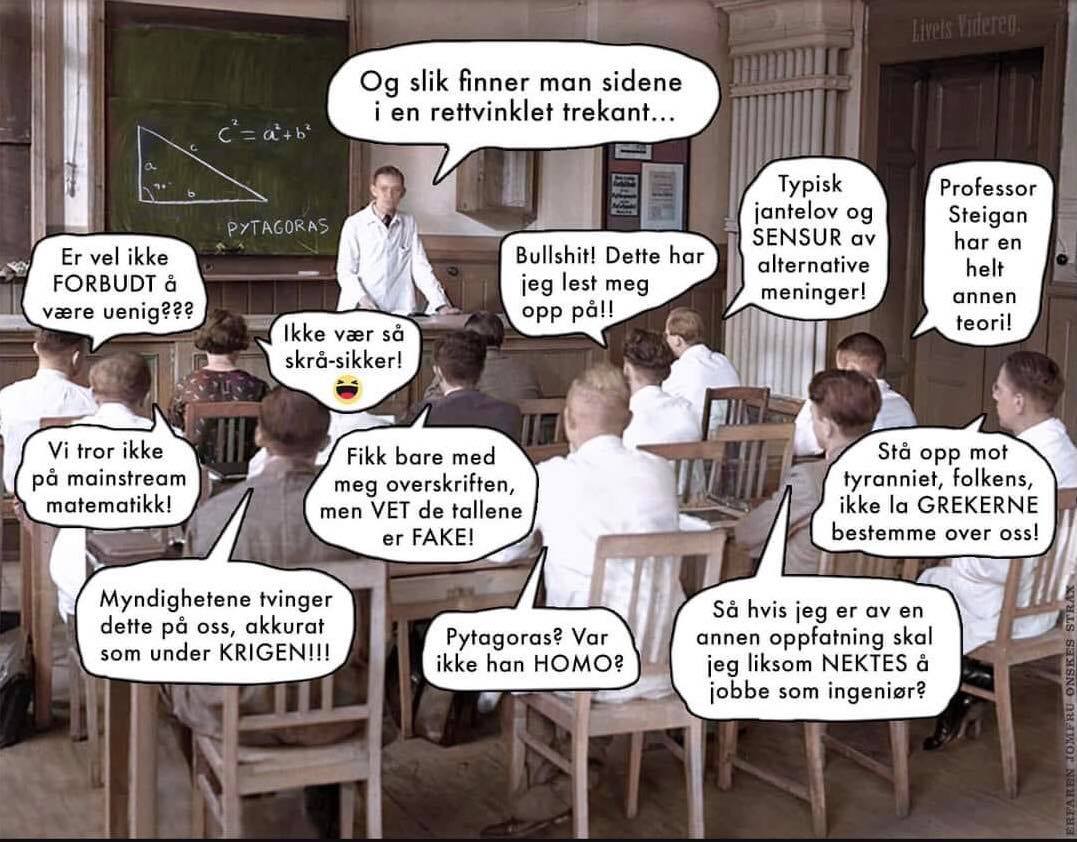 Livets Videreg.
Og slik finner man sidene
i en rettvinklet trekant...
c² = a² + b²
a
c
90°
b
PYTAGORAS
Typisk
jantelov og
SENSUR av
alternative
meninger!
Professor
Steigan
har en
helt
annen
teori!
Er vel ikke
FORBUDT å
være uenig???
Bullshit! Dette har
jeg lest meg
opp på!!
Ikke vær så
skrå-sikker!
Vi tror ikke
på mainstream
matematikk!
Fikk bare med
meg overskriften,
men VET de tallene
er FAKE!
Stå opp mot
tyranniet, folkens,
ikke la GREKERNE
bestemme over oss!
Myndighetene tvinger
dette på oss, akkurat
som under KRIGEN!!!
Pytagoras? Var
ikke han HOMO?
Så hvis jeg er av en
annen oppfatning skal
jeg liksom NEKTES å
jobbe som ingeniør?
ERFAREN JOMFRU ONSKES STRAX